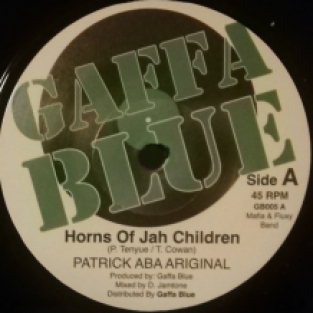 GAFFA
BLUE
Side A
45 RPM
GB005 A
Mafia & Fluxy
Band
Horns Of Jah Children
(P. Tenyue / T. Cowan)
PATRICK ABA ARIGINAL
Produced by: Gaffa Blue
Mixed by D. Jamtone
Distributed By Gaffa Blue